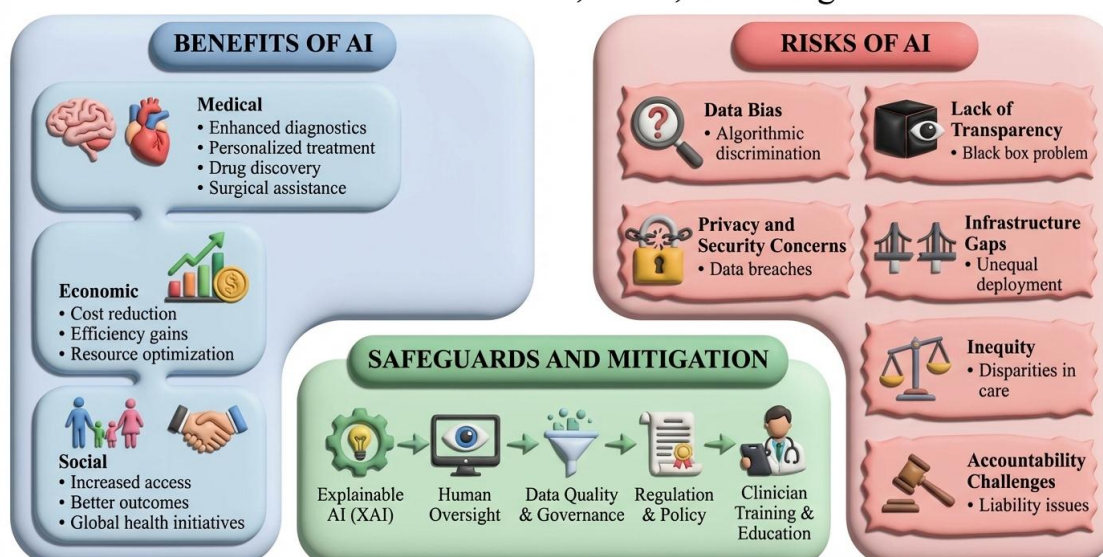 BENEFITS OF AI
Medical
• Enhanced diagnostics
• Personalized treatment
• Drug discovery
• Surgical assistance
Economic
• Cost reduction
• Efficiency gains
• Resource optimization
Social
• Increased access
• Better outcomes
• Global health initiatives
RISKS OF AI
Data Bias
• Algorithmic
discrimination
Lack of
Transparency
• Black box problem
Privacy and
Security Concerns
• Data breaches
Infrastructure
Gaps
• Unequal
deployment
Inequity
• Disparities in
care
Accountability
Challenges
• Liability issues
SAFEGUARDS AND MITIGATION
Explainable
AI (XAI)
Human
Oversight
Data Quality
& Governance
Regulation
& Policy
Clinician
Training &
Education